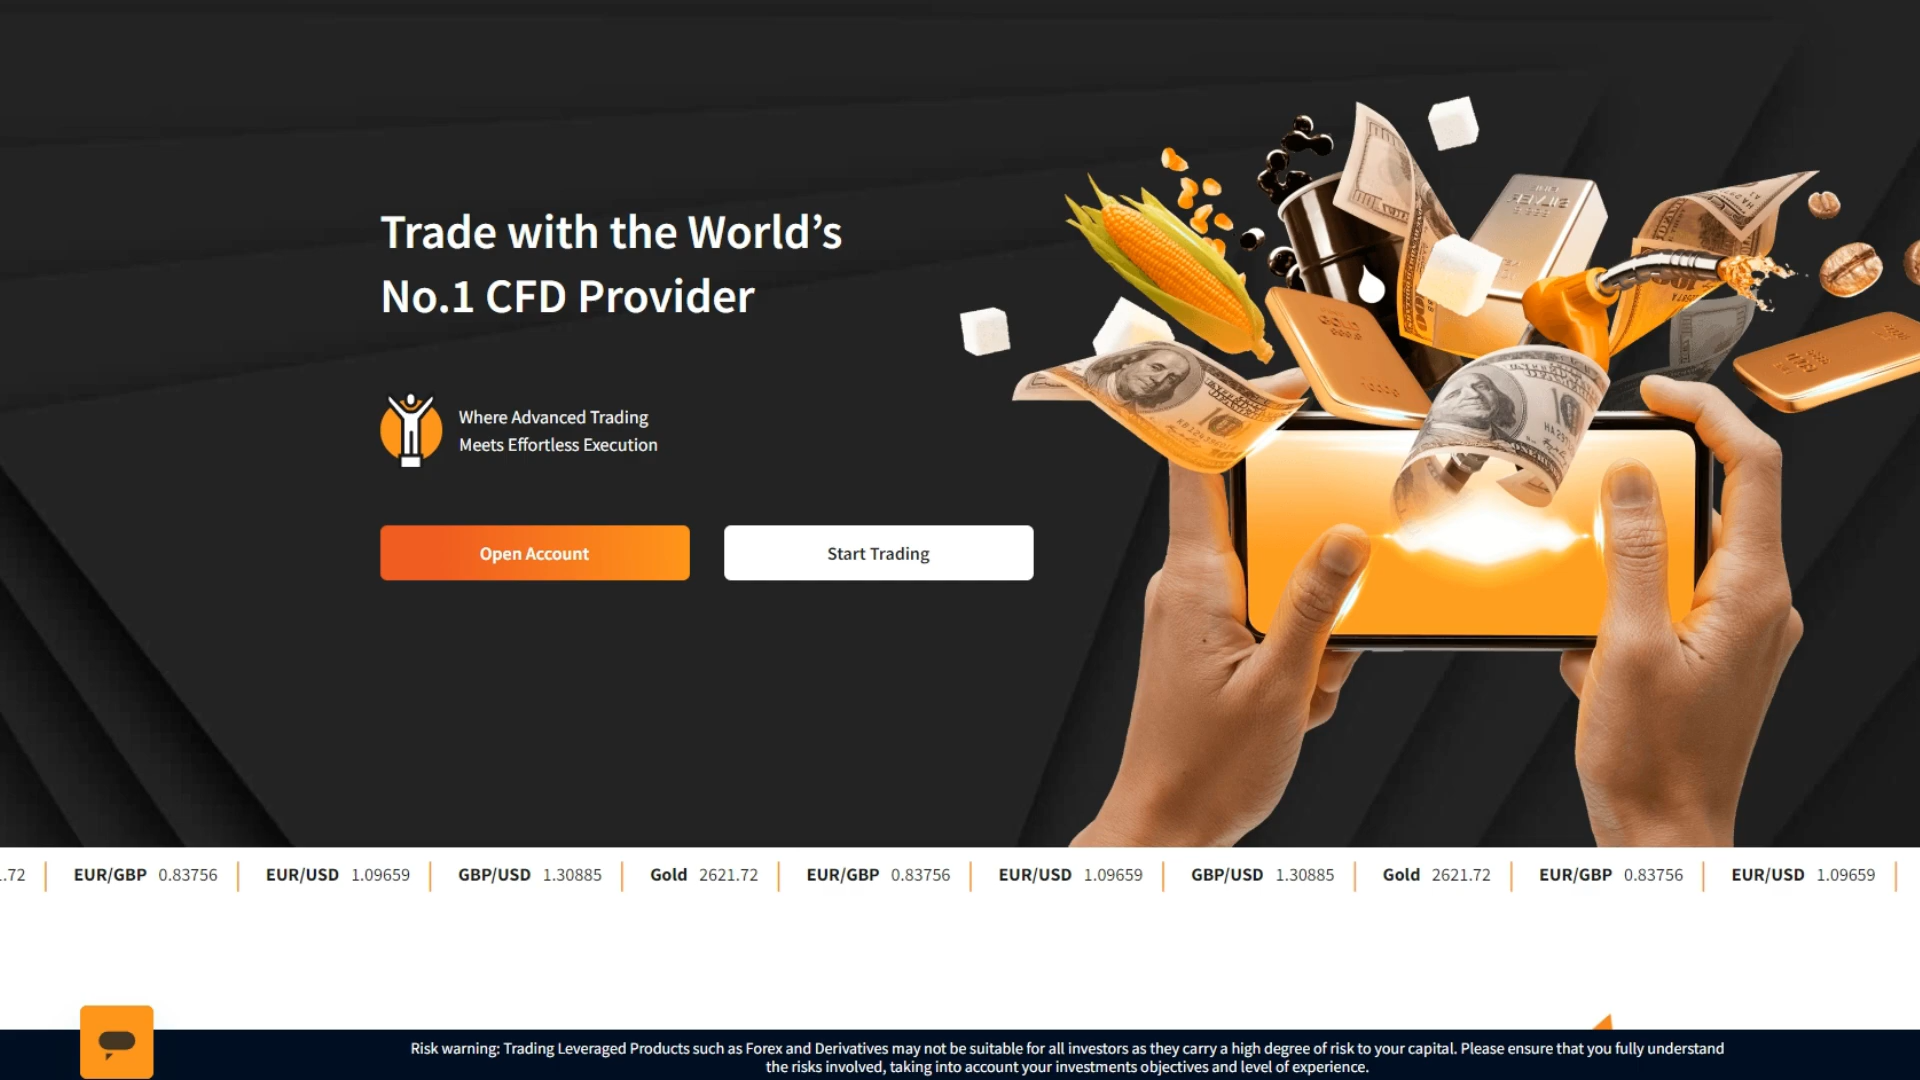 Trade with the World’s
No.1 CFD Provider
Where Advanced Trading
Meets Effortless Execution
Open Account
Start Trading
.72 EUR/GBP 0.83756 EUR/USD 1.09659 GBP/USD 1.30885 Gold 2621.72 EUR/GBP 0.83756 EUR/USD 1.09659 GBP/USD 1.30885 Gold 2621.72 EUR/GBP 0.83756 EUR/USD 1.09659
Risk warning: Trading Leveraged Products such as Forex and Derivatives may not be suitable for all investors as they carry a high degree of risk to your capital. Please ensure that you fully understand
the risks involved, taking into account your investments objectives and level of experience.